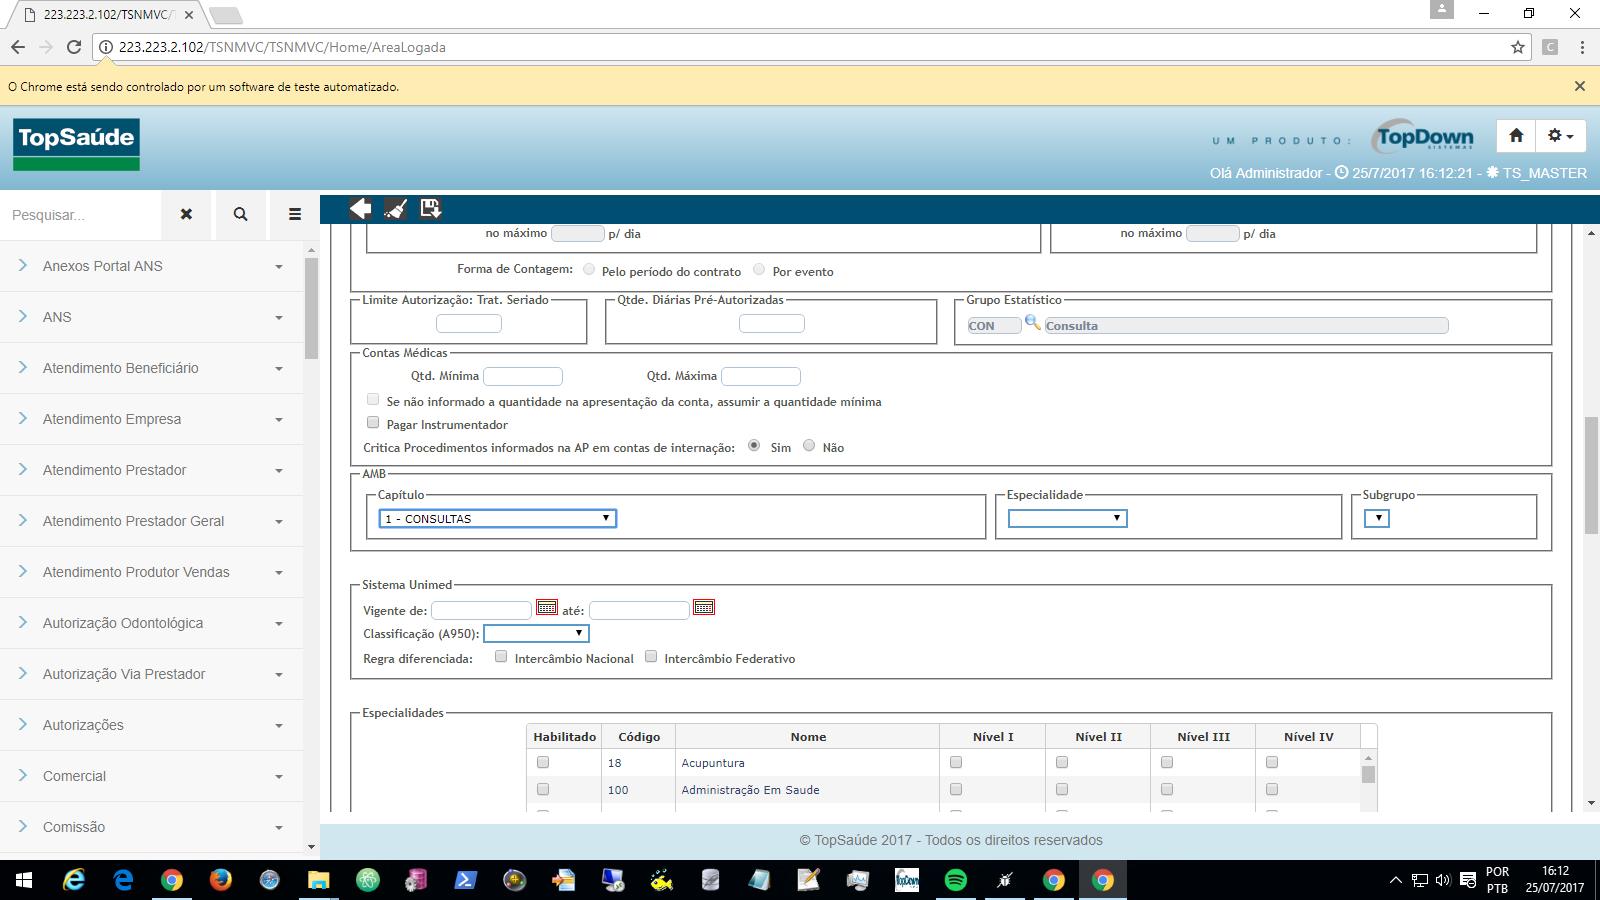 223.223.2.102/TSNMVC/T
223.223.2.102/TSNMVC/TSNMVC/Home/AreaLogada
C
O Chrome está sendo controlado por um software de teste automatizado.
TopSaúde
UM PRODUTO:
TopDown
SISTEMAS
Olá Administrador - 25/7/2017 16:12:21 - TS_MASTER
Pesquisar...
Anexos Portal ANS
ANS
Atendimento Beneficiário
Atendimento Empresa
Atendimento Prestador
Atendimento Prestador Geral
Atendimento Produtor Vendas
Autorização Odontológica
Autorização Via Prestador
Autorizações
Comercial
Comissão
no máximo p/ dia
no máximo p/ dia
Forma de Contagem: Pelo período do contrato Por evento
Limite Autorização: Trat. Seriado
Qtde. Diárias Pré-Autorizadas
Grupo Estatístico
CON Consulta
Contas Médicas
Qtd. Mínima Qtd. Máxima
Se não informado a quantidade na apresentação da conta, assumir a quantidade mínima
Pagar Instrumentador
Critica Procedimentos informados na AP em contas de internação: Sim Não
AMB
Capítulo
1 - CONSULTAS
Especialidade
Subgrupo
Sistema Unimed
Vigente de: até:
Classificação (A950):
Regra diferenciada: Intercâmbio Nacional Intercâmbio Federativo
Especialidades
Habilitado Código Nome Nível I Nível II Nível III Nível IV
18 Acupuntura
100 Administração Em Saude
© TopSaúde 2017 - Todos os direitos reservados
TopDown
POR
PTB
16:12
25/07/2017